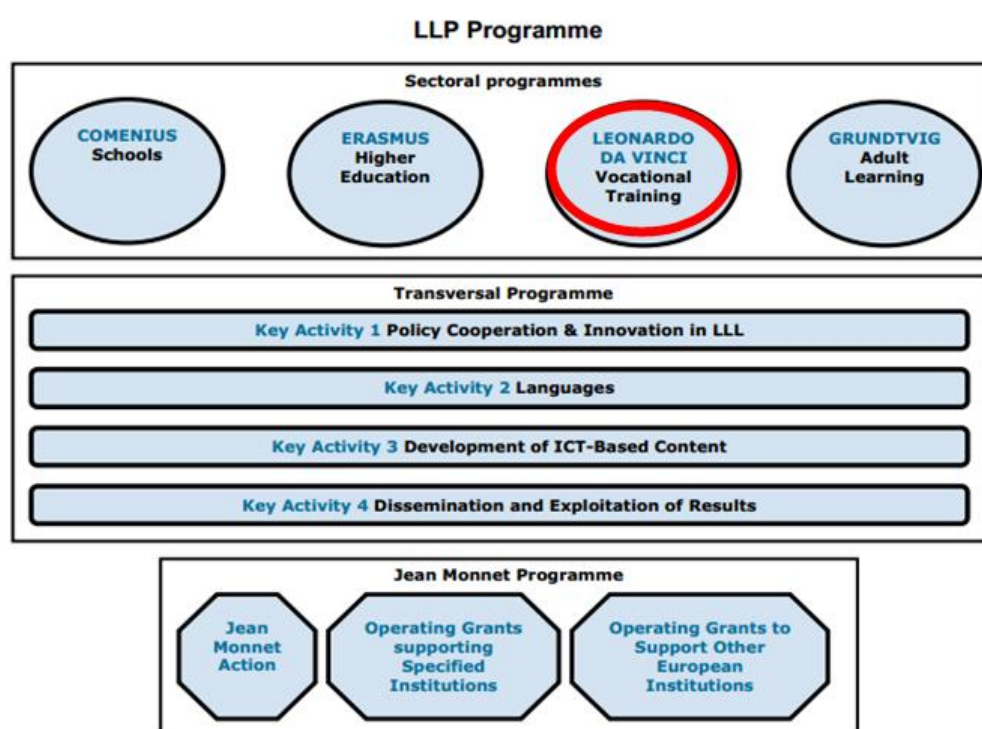 LLP Programme
Sectoral programmes
COMENIUS
Schools
ERASMUS
Higher
Education
LEONARDO
DA VINCI
Vocational
Training
GRUNDTVIG
Adult
Learning
Transversal Programme
Key Activity 1 Policy Cooperation & Innovation in LLL
Key Activity 2 Languages
Key Activity 3 Development of ICT-Based Content
Key Activity 4 Dissemination and Exploitation of Results
Jean Monnet Programme
Jean
Monnet
Action
Operating Grants
supporting
Specified
Institutions
Operating Grants to
Support Other
European
Institutions